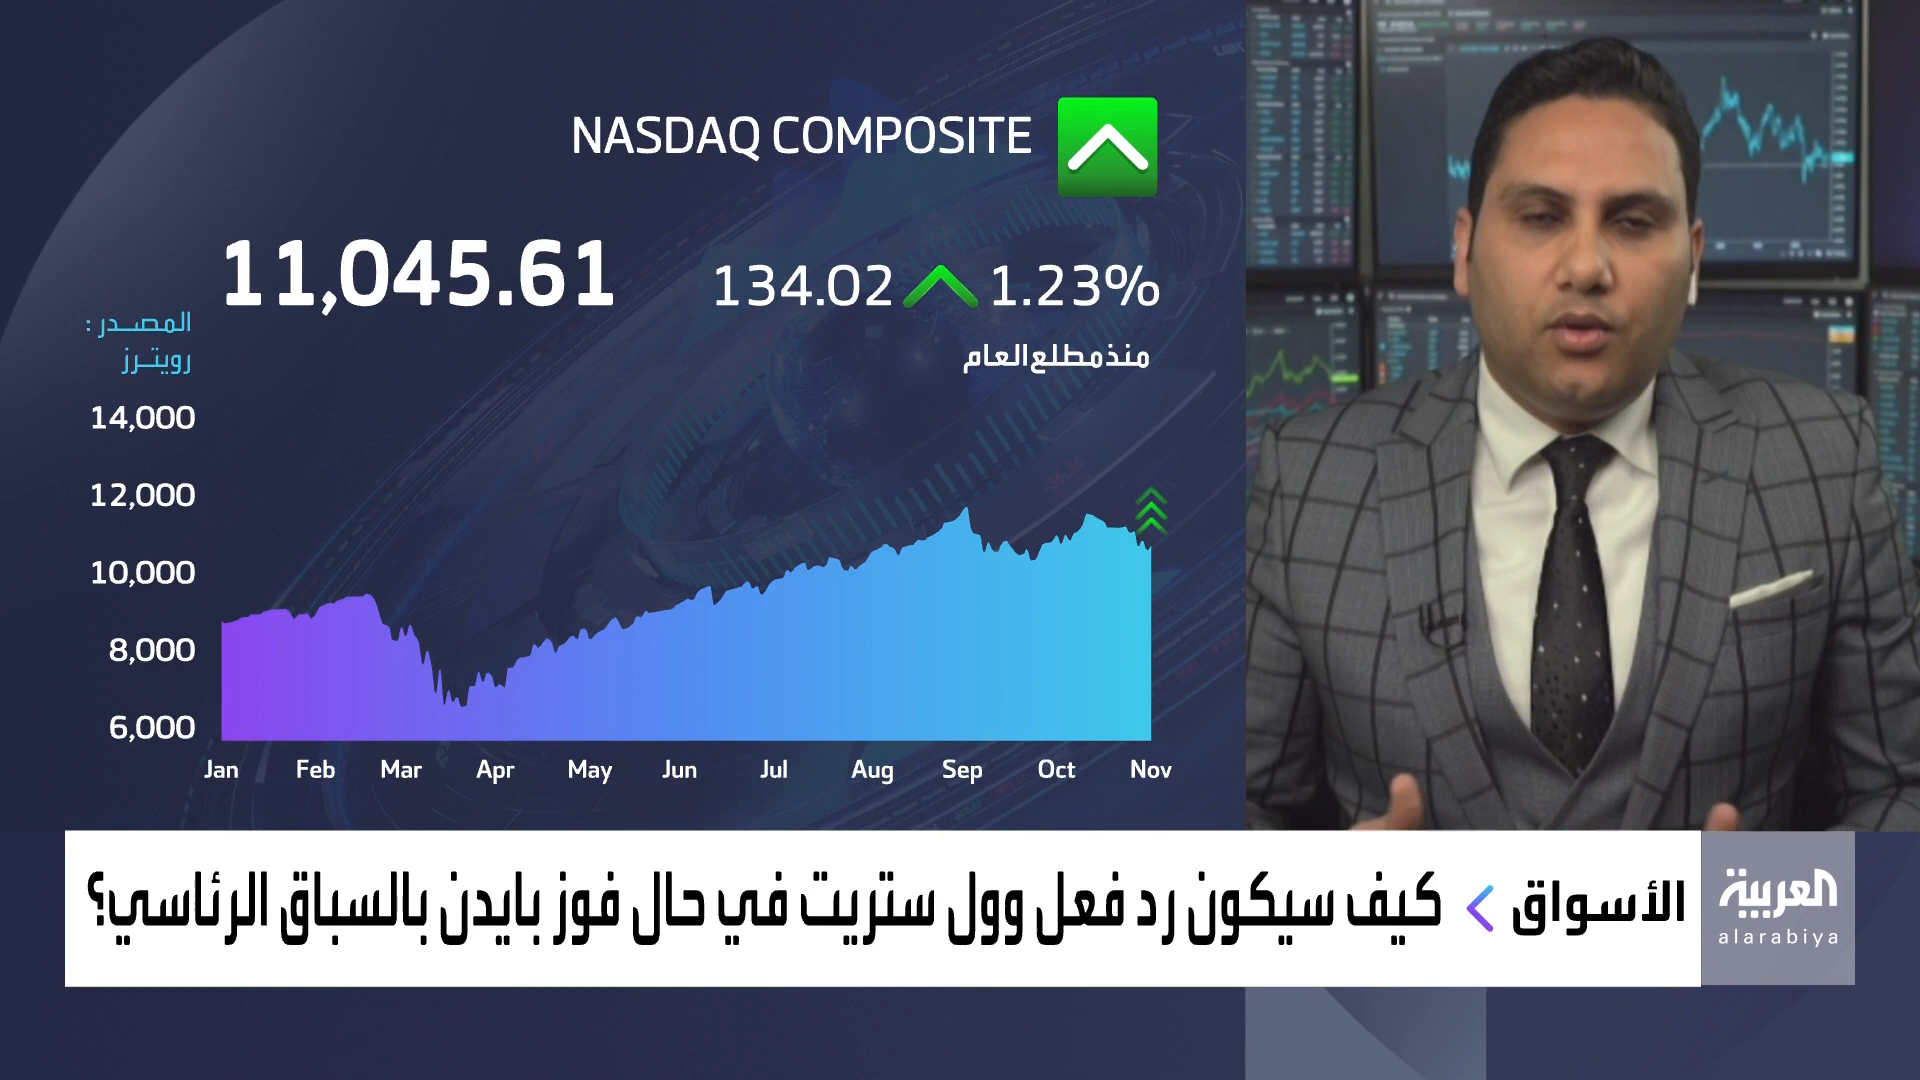 NASDAQ COMPOSITE
11,045.61
134.02 1.23%
منذ مطلع العام
المصدر :
رويترز
14,000
12,000
10,000
8,000
6,000
Jan Feb Mar Apr May Jun Jul Aug Sep Oct Nov
الأسواق
كيف سيكون رد فعل وول ستريت في حال فوز بايدن بالسباق الرئاسي؟
العربية
alarabiya